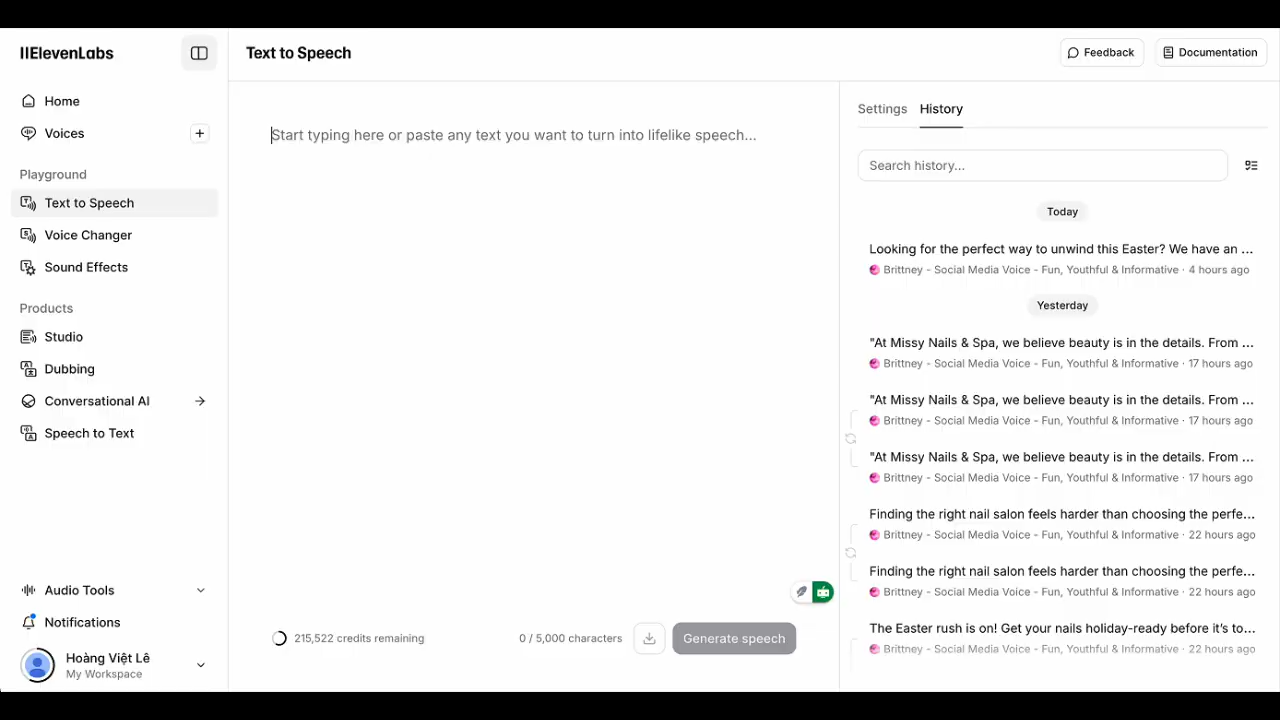 IIElevenLabs
Home
Voices
Playground
Text to Speech
Voice Changer
Sound Effects
Products
Studio
Dubbing
Conversational AI
Speech to Text
Audio Tools
Notifications
Hoàng Việt Lê
My Workspace
Text to Speech
Feedback
Documentation
Start typing here or paste any text you want to turn into lifelike speech...
215,522 credits remaining
0 / 5,000 characters
Generate speech
Settings
History
Search history...
Today
Looking for the perfect way to unwind this Easter? We have an ...
Brittney - Social Media Voice - Fun, Youthful & Informative · 4 hours ago
Yesterday
"At Missy Nails & Spa, we believe beauty is in the details. From ...
Brittney - Social Media Voice - Fun, Youthful & Informative · 17 hours ago
"At Missy Nails & Spa, we believe beauty is in the details. From ...
Brittney - Social Media Voice - Fun, Youthful & Informative · 17 hours ago
"At Missy Nails & Spa, we believe beauty is in the details. From ...
Brittney - Social Media Voice - Fun, Youthful & Informative · 17 hours ago
Finding the right nail salon feels harder than choosing the perfe...
Brittney - Social Media Voice - Fun, Youthful & Informative · 22 hours ago
Finding the right nail salon feels harder than choosing the perfe...
Brittney - Social Media Voice - Fun, Youthful & Informative · 22 hours ago
The Easter rush is on! Get your nails holiday-ready before it's to...
Brittney - Social Media Voice - Fun, Youthful & Informative · 22 hours ago